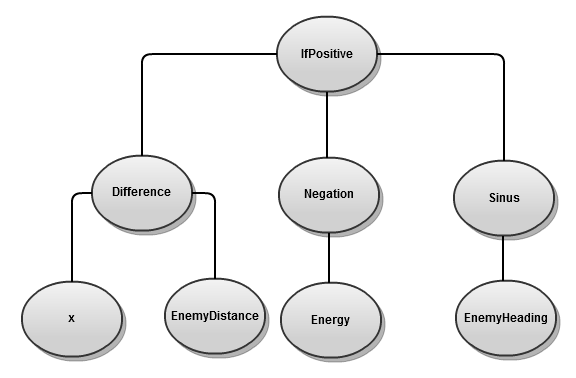 IfPositive
Difference
Negation
Sinus
x
EnemyDistance
Energy
EnemyHeading